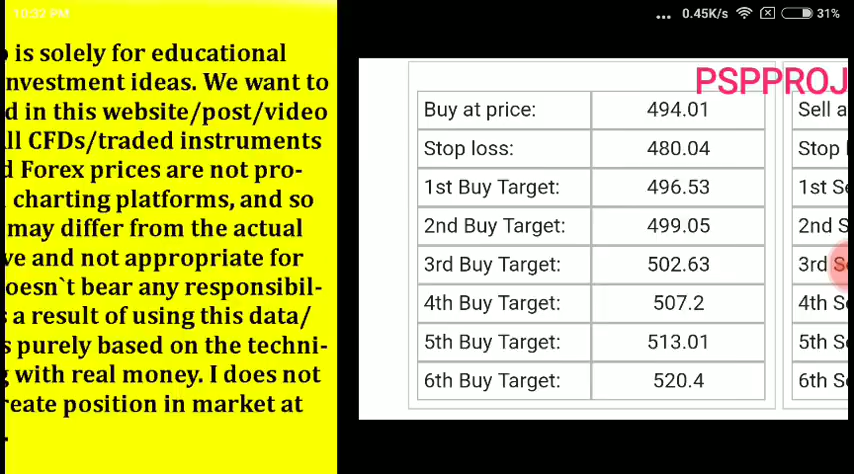 10:32 PM
... 0.45K/s 31%
is solely for educational
nvestment ideas. We want to
d in this website/post/video
ll CFDs/traded instruments
d Forex prices are not pro-
charting platforms, and so
may differ from the actual
ve and not appropriate for
oesn`t bear any responsibil-
s a result of using this data/
s purely based on the techni-
g with real money. I does not
reate position in market at
.
PSPPROJ
Buy at price: 494.01 Sell a
Stop loss: 480.04 Stop
1st Buy Target: 496.53 1st Se
2nd Buy Target: 499.05 2nd S
3rd Buy Target: 502.63 3rd Se
4th Buy Target: 507.2 4th S
5th Buy Target: 513.01 5th Se
6th Buy Target: 520.4 6th S